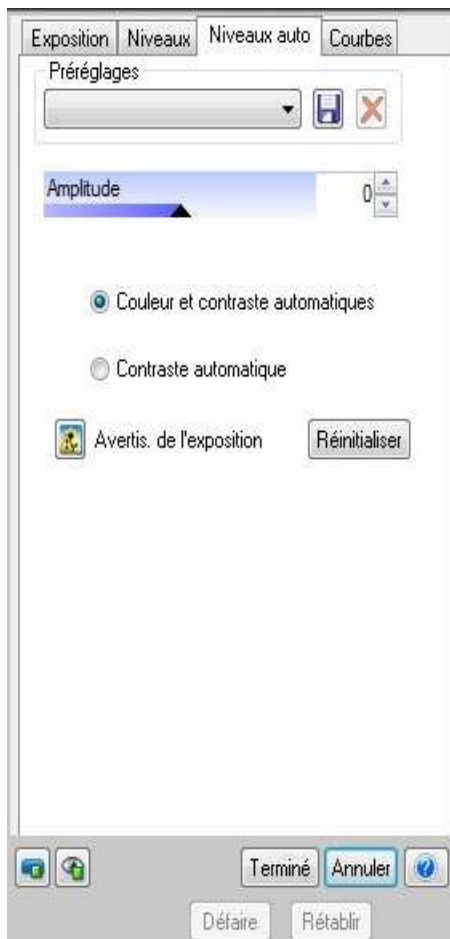 Exposition Niveaux Niveaux auto Courbes
Préréglages
Amplitude 0
Couleur et contraste automatiques
Contraste automatique
Avertis. de l'exposition Réinitialiser
Terminé Annuler
Défaire Rétablir